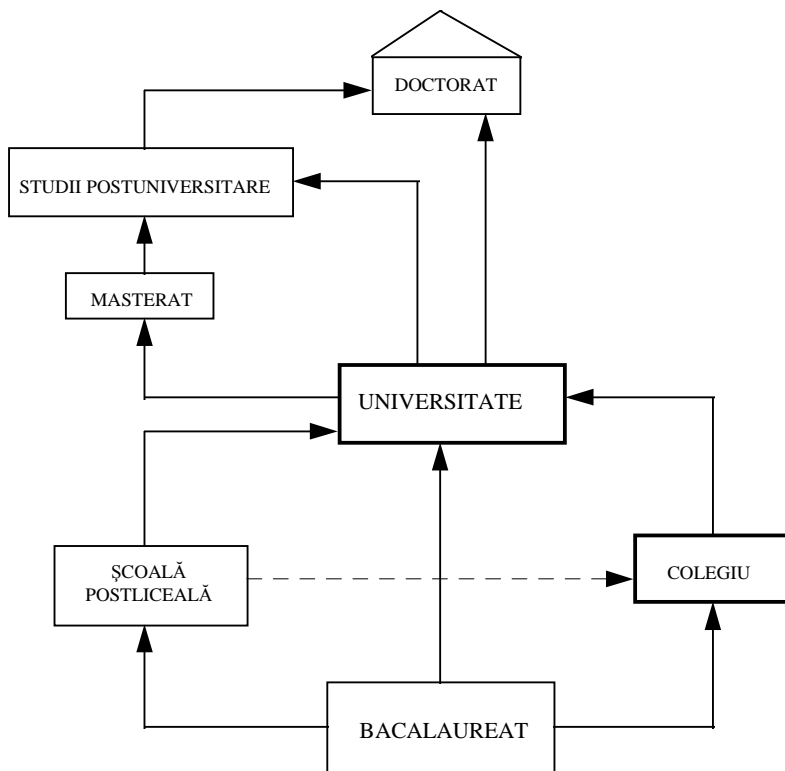 DOCTORAT
STUDII POSTUNIVERSITARE
MASTERAT
UNIVERSITATE
ŞCOALĂ
POSTLICEALĂ
COLEGIU
BACALAUREAT